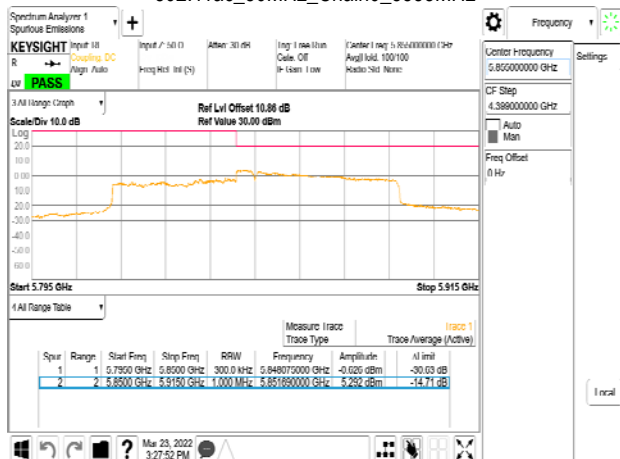 Spectrum Analyzer 1
Spurious Emissions
Frequency
KEYSIGHT Input: RF
Coupling: DC
Align: Auto
Input Z: 50 Ω
Freq Ref: Int (S)
Atten: 30 dB
Trig: Free Run
Gate: Off
IF Gain: Low
Center Freq: 5.855000000 GHz
Avg|Hold: 100/100
Radio Std: None
R
PASS
Center Frequency
5.855000000 GHz
Settings
CF Step
4.399000000 GHz
Auto
Man
Freq Offset
0 Hz
3 All Range Graph
Scale/Div 10.0 dB
Ref Lvl Offset 10.86 dB
Ref Value 30.00 dBm
Log
20.0
10.0
0.00
-10.0
-20.0
-30.0
-40.0
-50.0
-60.0
Start 5.795 GHz
Stop 5.915 GHz
4 All Range Table
Measure Trace Trace 1
Trace Type Trace Average (Active)
Spur Range Start Freq Stop Freq RBW Frequency Amplitude Δ Limit
1 1 5.7950 GHz 5.8500 GHz 300.0 kHz 5.848075000 GHz -0.626 dBm -30.63 dB
2 2 5.8500 GHz 5.9150 GHz 1.000 MHz 5.851690000 GHz 5.292 dBm -14.71 dB
Local
Mar 23, 2022
3:27:52 PM